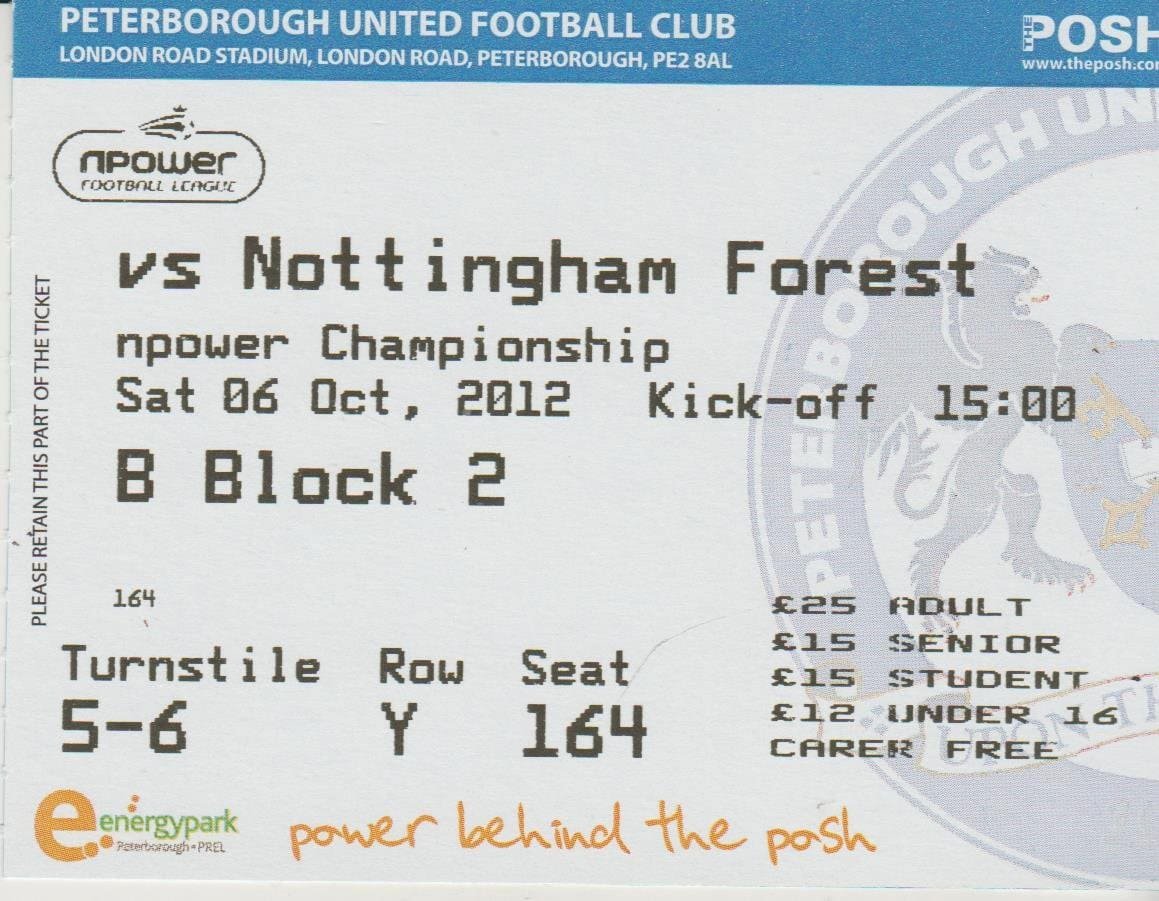 PETERBOROUGH UNITED FOOTBALL CLUB
LONDON ROAD STADIUM, LONDON ROAD, PETERBOROUGH, PE2 8AL
THE POSH
www.theposh.com
npower
FOOTBALL LEAGUE
PETERBOROUGH UN
vs Nottingham Forest
npower Championship
Sat 06 Oct, 2012 Kick-off 15:00
B Block 2
PLEASE RETAIN THIS PART OF THE TICKET
164
Turnstile Row Seat
5-6 Y 164
£25 ADULT
£15 SENIOR
£15 STUDENT
£12 UNDER 16
CARER FREE
UPON TH
energypark
Peterborough • PREL
power behind the posh